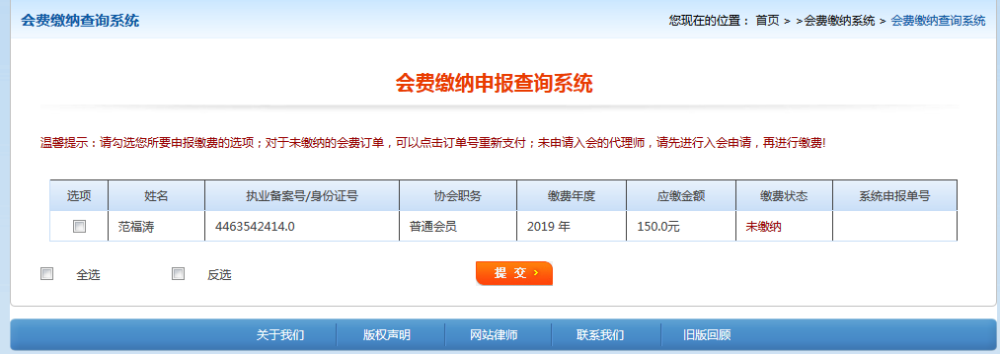 会费缴纳查询系统
您现在的位置： 首页 > >会费缴纳系统 > 会费缴纳查询系统
会费缴纳申报查询系统
温馨提示：请勾选您所要申报缴费的选项；对于未缴纳的会费订单，可以点击订单号重新支付；未申请入会的代理师，请先进行入会申请，再进行缴费!
选项 姓名 执业备案号/身份证号 协会职务 缴费年度 应缴金额 缴费状态 系统申报单号
范福涛 4463542414.0 普通会员 2019 年 150.0元 未缴纳
全选 反选 提 交 ›
关于我们 版权声明 网站律师 联系我们 旧版回顾